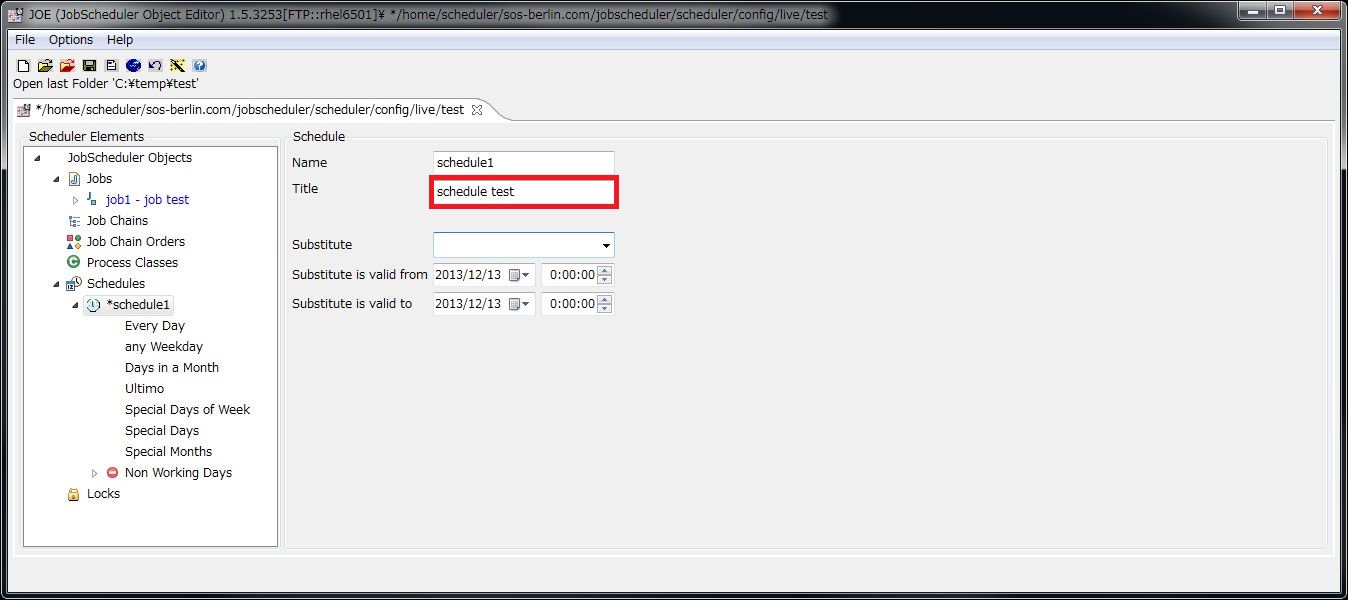 JOE (JobScheduler Object Editor) 1.5.3253[FTP::rhel6501]¥ */home/scheduler/sos-berlin.com/jobscheduler/scheduler/config/live/test
File Options Help
Open last Folder 'C:¥temp¥test'
*/home/scheduler/sos-berlin.com/jobscheduler/scheduler/config/live/test
Scheduler Elements
JobScheduler Objects
Jobs
job1 - job test
Job Chains
Job Chain Orders
Process Classes
Schedules
*schedule1
Every Day
any Weekday
Days in a Month
Ultimo
Special Days of Week
Special Days
Special Months
Non Working Days
Locks
Schedule
Name schedule1
Title schedule test
Substitute
Substitute is valid from 2013/12/13 0:00:00
Substitute is valid to 2013/12/13 0:00:00